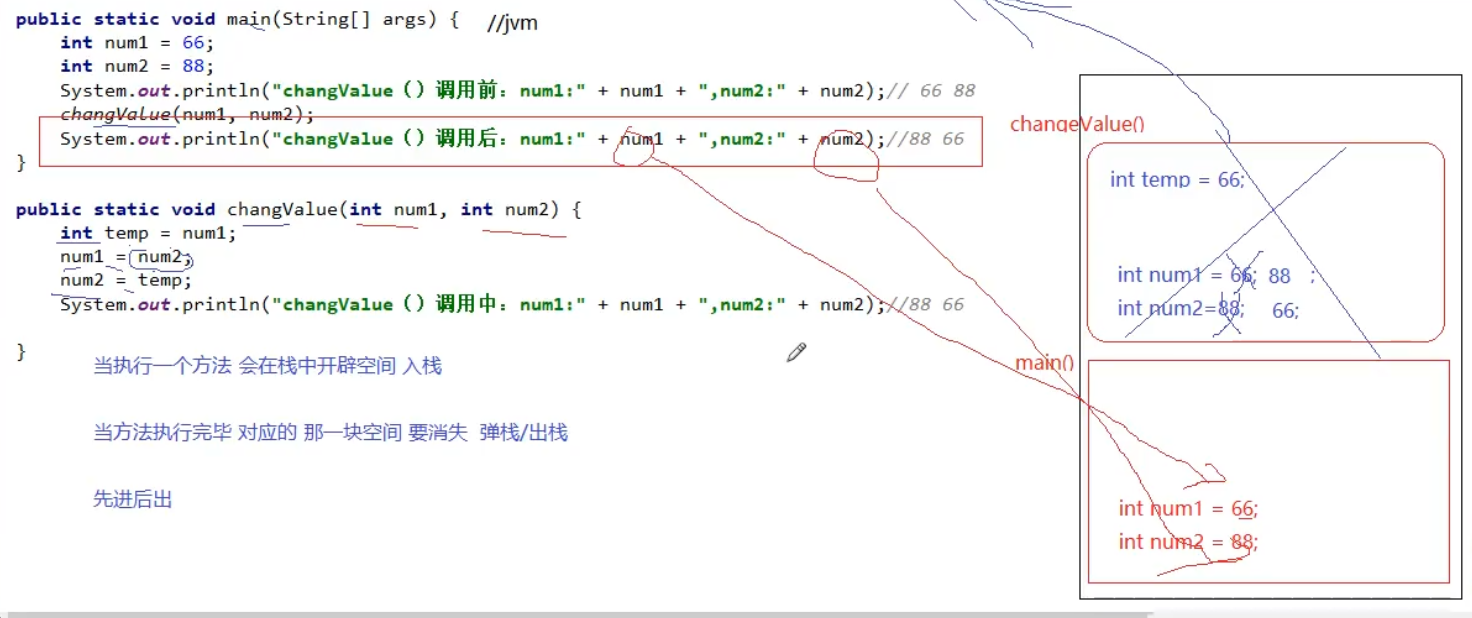 public static void main(String[] args) { //jvm
int num1 = 66;
int num2 = 88;
System.out.println("changValue（）调用前：num1:" + num1 + ",num2:" + num2);// 66 88
changValue(num1, num2);
System.out.println("changValue（）调用后：num1:" + num1 + ",num2:" + num2);//88 66
}
public static void changValue(int num1, int num2) {
int temp = num1;
num1 = num2;
num2 = temp;
System.out.println("changValue（）调用中：num1:" + num1 + ",num2:" + num2);//88 66
}
当执行一个方法 会在栈中开辟空间 入栈
当方法执行完毕 对应的 那一块空间 要消失 弹栈/出栈
先进后出
changeValue()
int temp = 66;
int num1 = 66; 88 ;
int num2=88; 66;
main()
int num1 = 66;
int num2 = 88;